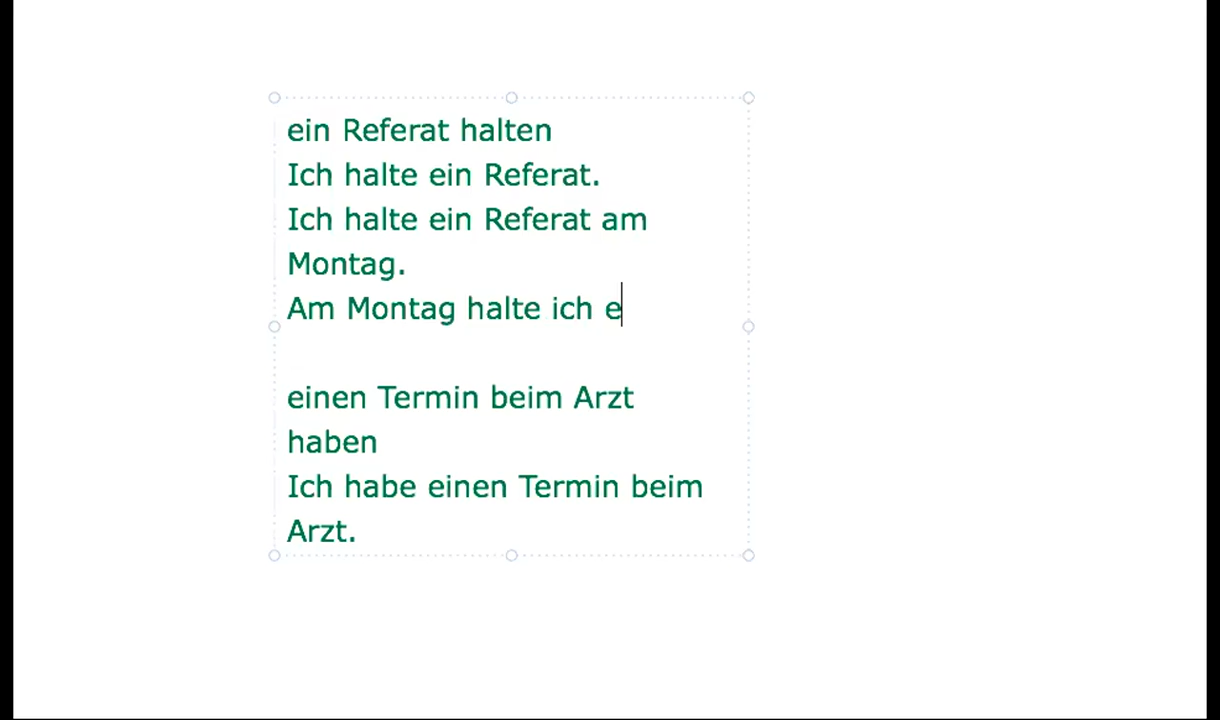 ein Referat halten
Ich halte ein Referat.
Ich halte ein Referat am
Montag.
Am Montag halte ich e
einen Termin beim Arzt
haben
Ich habe einen Termin beim
Arzt.